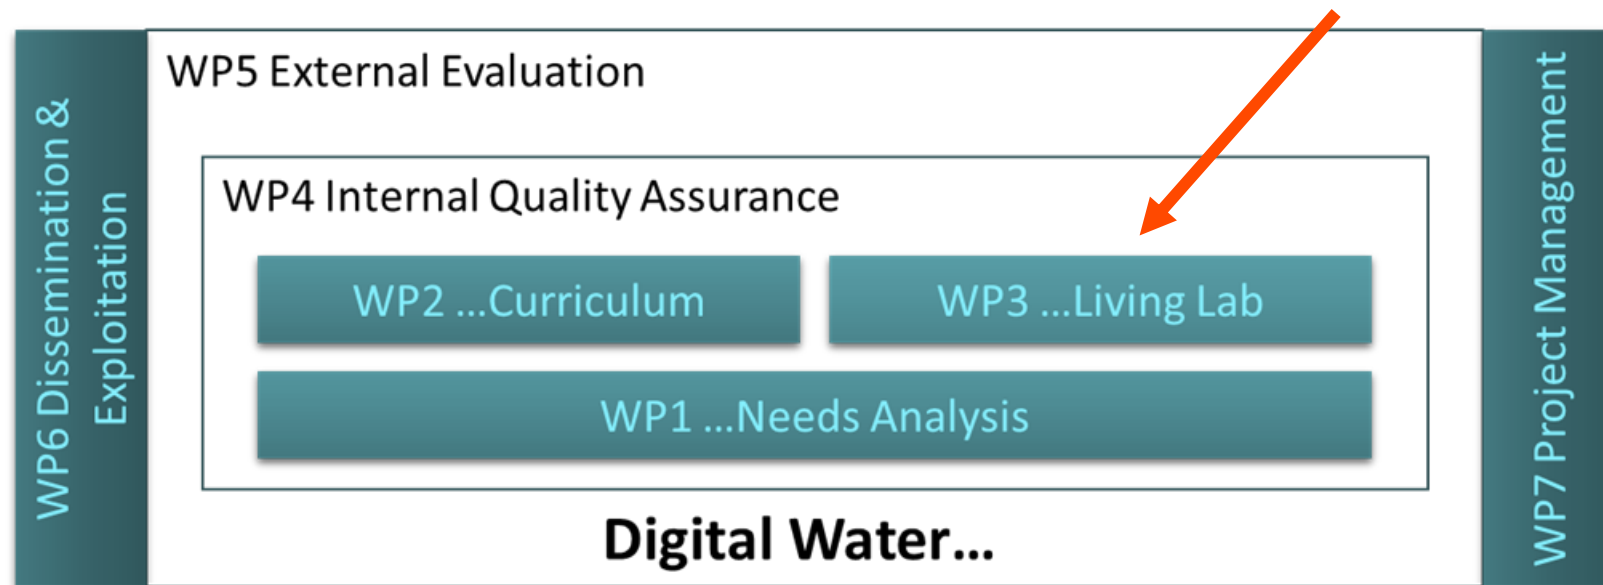 WP6 Dissemination &
Exploitation
WP5 External Evaluation
WP4 Internal Quality Assurance
WP2 ...Curriculum
WP3 ...Living Lab
WP1 ...Needs Analysis
Digital Water...
WP7 Project Management